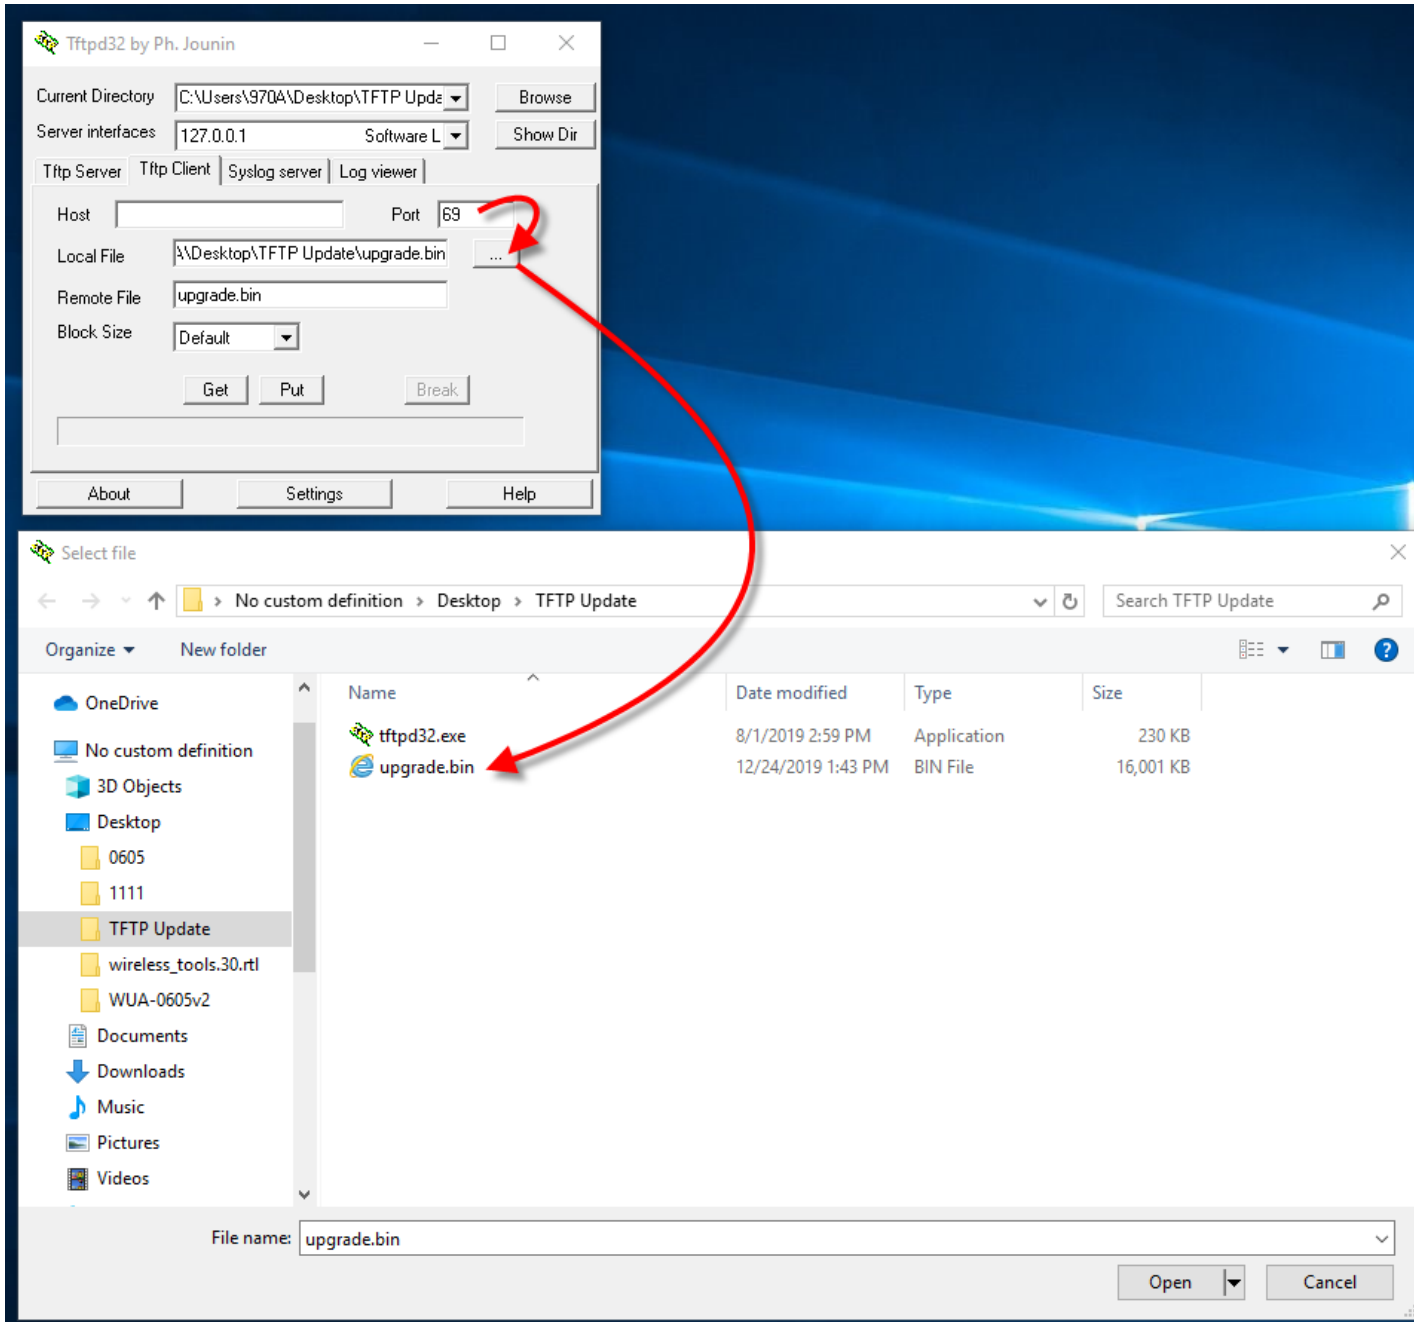 Tftpd32 by Ph. Jounin
Current Directory C:\Users\970A\Desktop\TFTP Upda Browse
Server interfaces 127.0.0.1 Software L Show Dir
Tftp Server Tftp Client Syslog server Log viewer
Host Port 69
Local File \Desktop\TFTP Update\upgrade.bin ...
Remote File upgrade.bin
Block Size Default
Get Put Break
About Settings Help
Select file
No custom definition Desktop TFTP Update Search TFTP Update
Organize New folder ?
Name Date modified Type Size
OneDrive
tftpd32.exe 8/1/2019 2:59 PM Application 230 KB
No custom definition
upgrade.bin 12/24/2019 1:43 PM BIN File 16,001 KB
3D Objects
Desktop
0605
1111
TFTP Update
wireless_tools.30.rtl
WUA-0605v2
Documents
Downloads
Music
Pictures
Videos
File name: upgrade.bin
Open Cancel